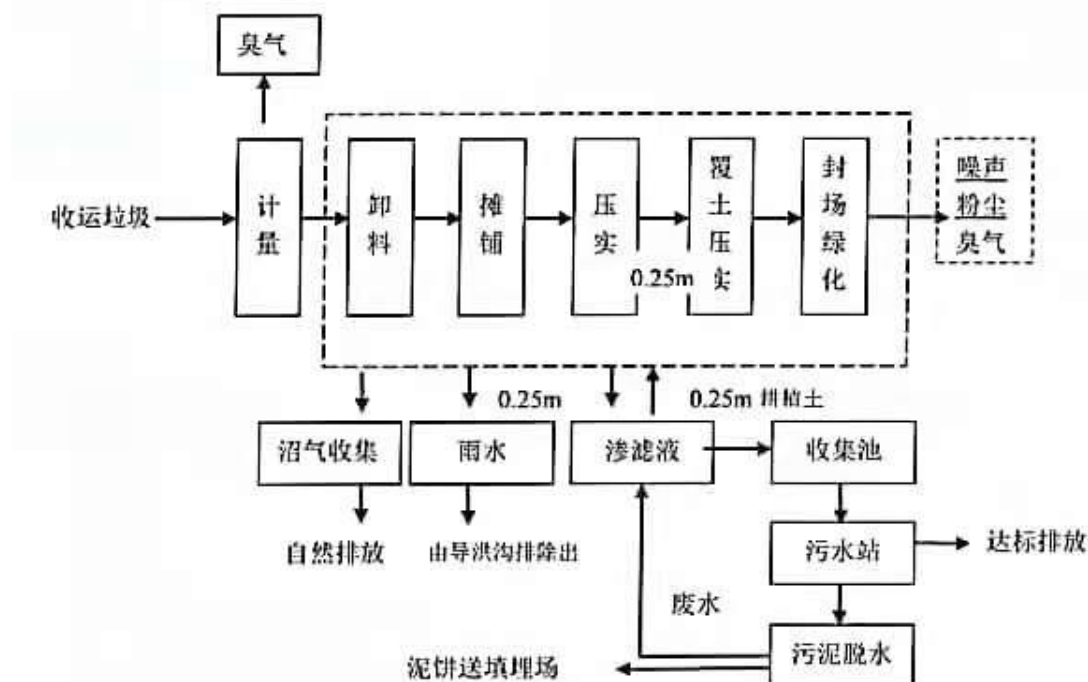 臭气
收运垃圾
计量
卸料
摊铺
压实
覆土压实
封场绿化
噪声
粉尘
臭气
0.25m
0.25m
0.25m 耕粘土
沼气收集
雨水
渗滤液
收集池
自然排放
由导洪沟排除出
污水站
达标排放
废水
污泥脱水
泥饼送填埋场